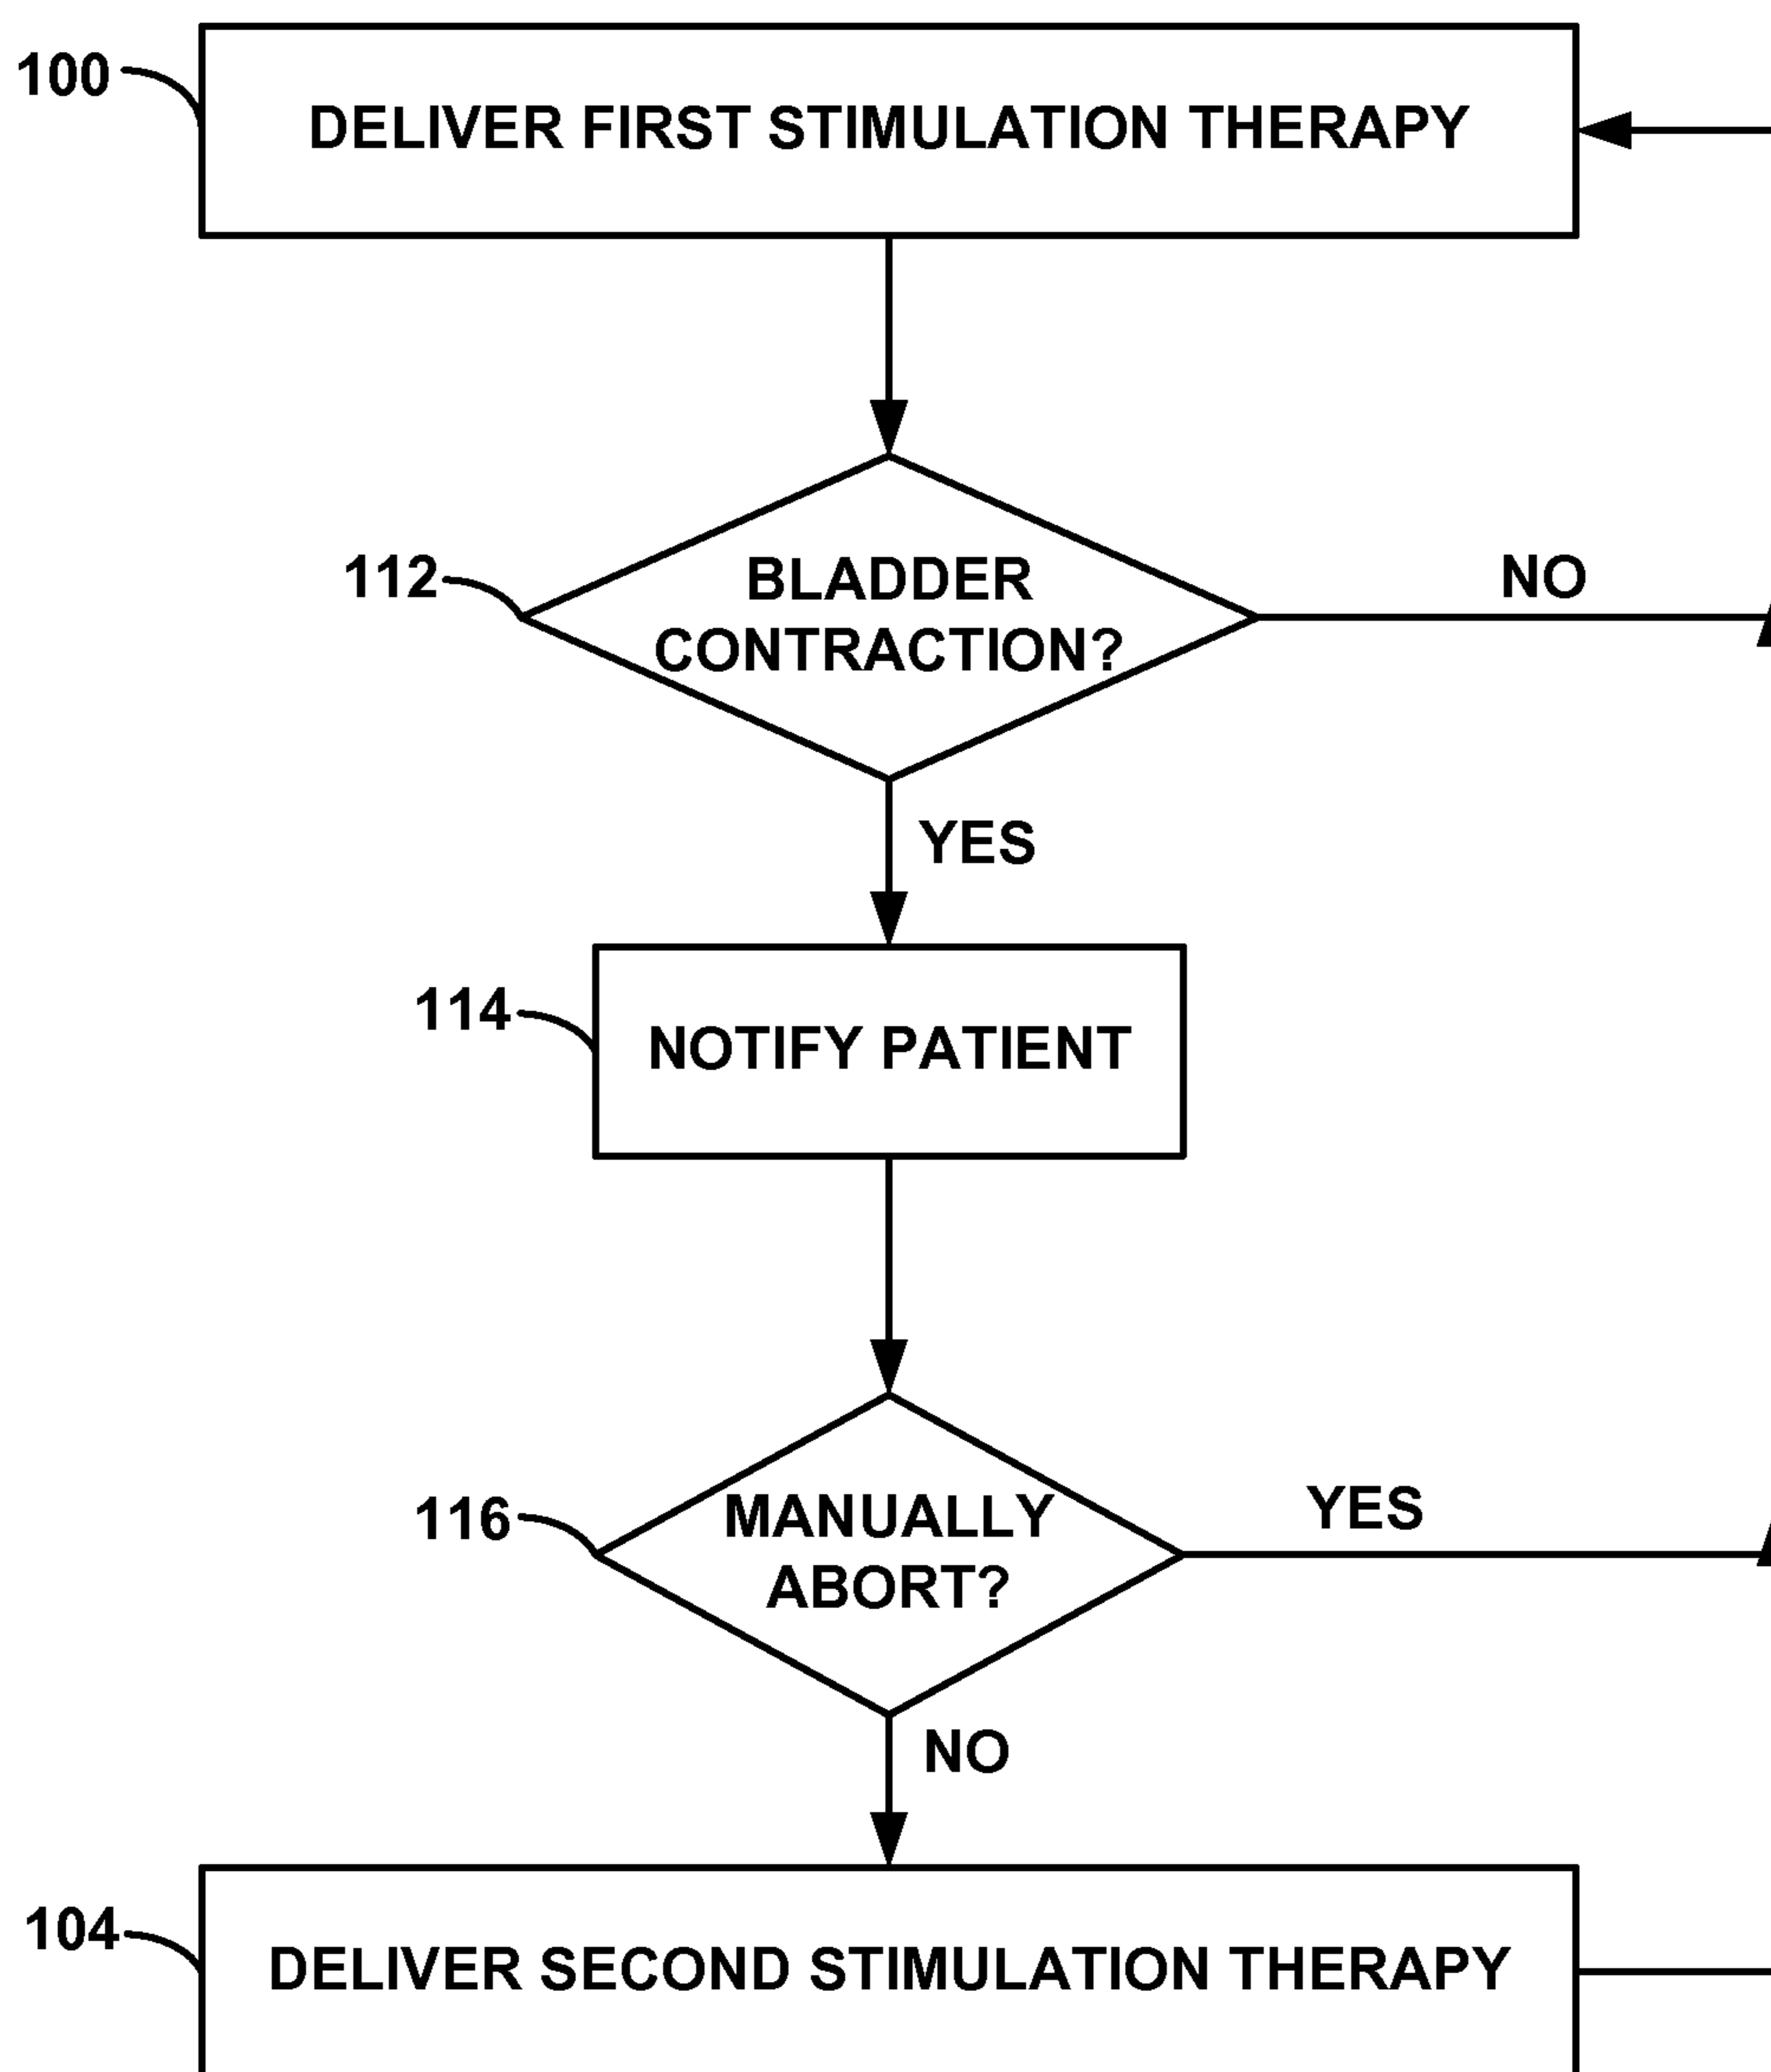 100
DELIVER FIRST STIMULATION THERAPY
112
BLADDER
CONTRACTION?
NO
YES
114
NOTIFY PATIENT
116
MANUALLY
ABORT?
YES
NO
104
DELIVER SECOND STIMULATION THERAPY